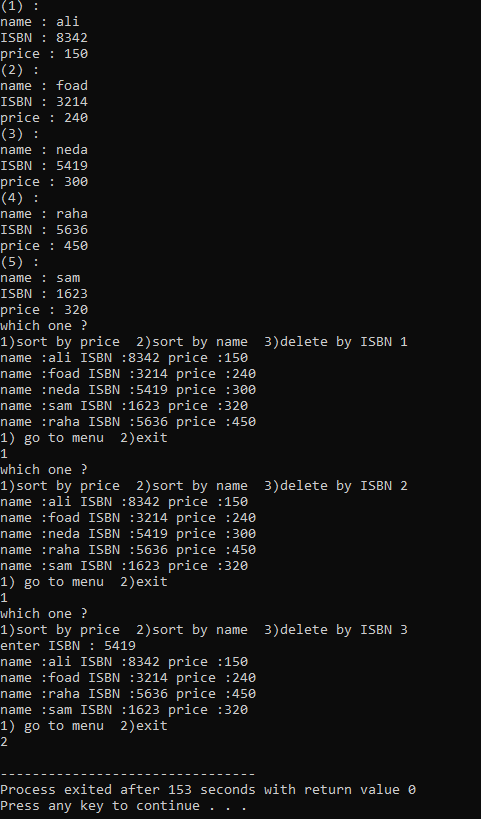 (1) :
name : ali
ISBN : 8342
price : 150
(2) :
name : foad
ISBN : 3214
price : 240
(3) :
name : neda
ISBN : 5419
price : 300
(4) :
name : raha
ISBN : 5636
price : 450
(5) :
name : sam
ISBN : 1623
price : 320
which one ?
1)sort by price  2)sort by name  3)delete by ISBN 1
name :ali ISBN :8342 price :150
name :foad ISBN :3214 price :240
name :neda ISBN :5419 price :300
name :sam ISBN :1623 price :320
name :raha ISBN :5636 price :450
1) go to menu  2)exit
1
which one ?
1)sort by price  2)sort by name  3)delete by ISBN 2
name :ali ISBN :8342 price :150
name :foad ISBN :3214 price :240
name :neda ISBN :5419 price :300
name :raha ISBN :5636 price :450
name :sam ISBN :1623 price :320
1) go to menu  2)exit
1
which one ?
1)sort by price  2)sort by name  3)delete by ISBN 3
enter ISBN : 5419
name :ali ISBN :8342 price :150
name :foad ISBN :3214 price :240
name :raha ISBN :5636 price :450
name :sam ISBN :1623 price :320
1) go to menu  2)exit
2
--------------------------------
Process exited after 153 seconds with return value 0
Press any key to continue . . .